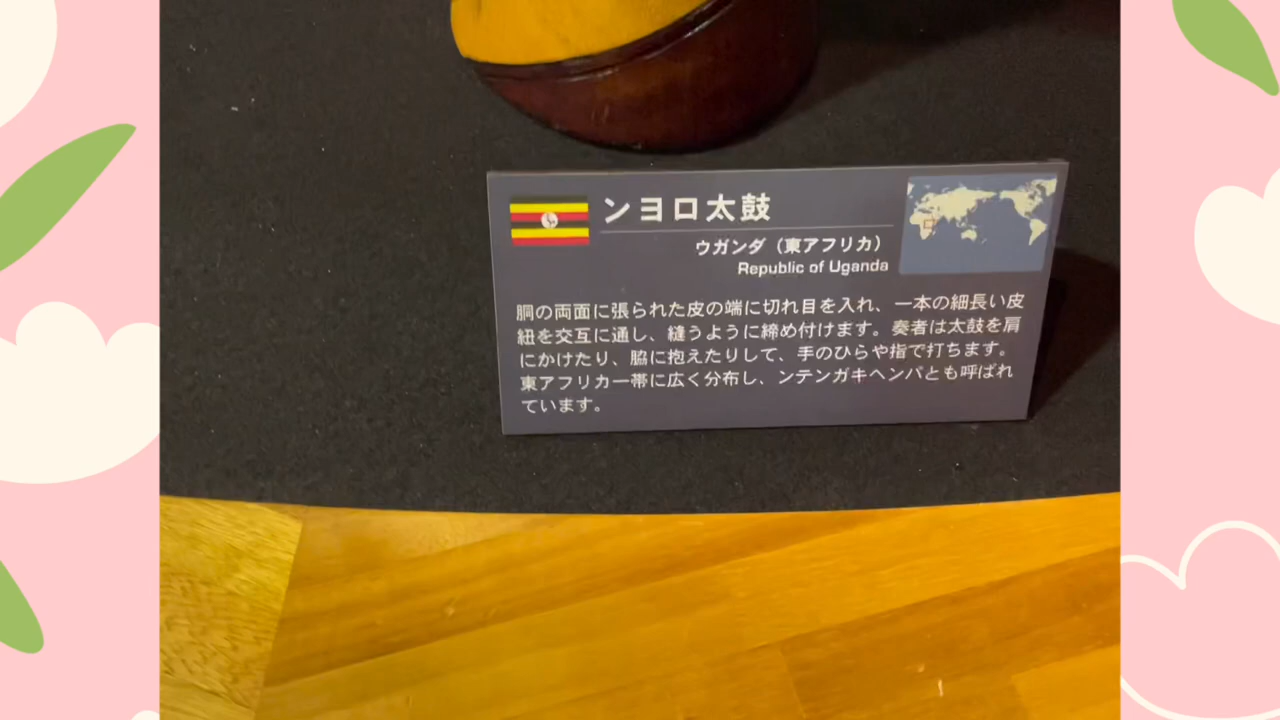 ンヨロ太鼓
ウガンダ（東アフリカ）
Republic of Uganda
胴の両面に張られた皮の端に切れ目を入れ、一本の細長い皮
紐を交互に通し、縫うように締め付けます。奏者は太鼓を肩
にかけたり、脇に抱えたりして、手のひらや指で打ちます。
東アフリカ一帯に広く分布し、ンテンガキヘンパとも呼ばれ
ています。